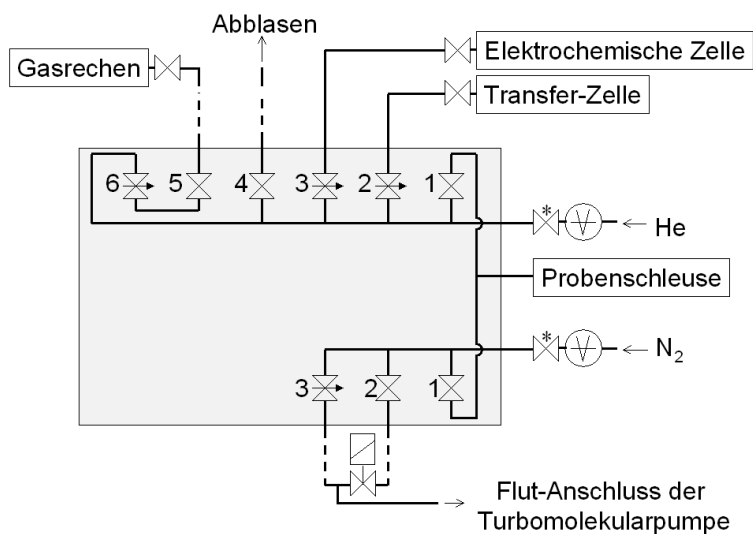 Abblasen
Elektrochemische Zelle
Gasrechen
Transfer-Zelle
6 5 4 3 2 1
*
He
Probenschleuse
*
N₂
3 2 1
Flut-Anschluss der
Turbomolekularpumpe